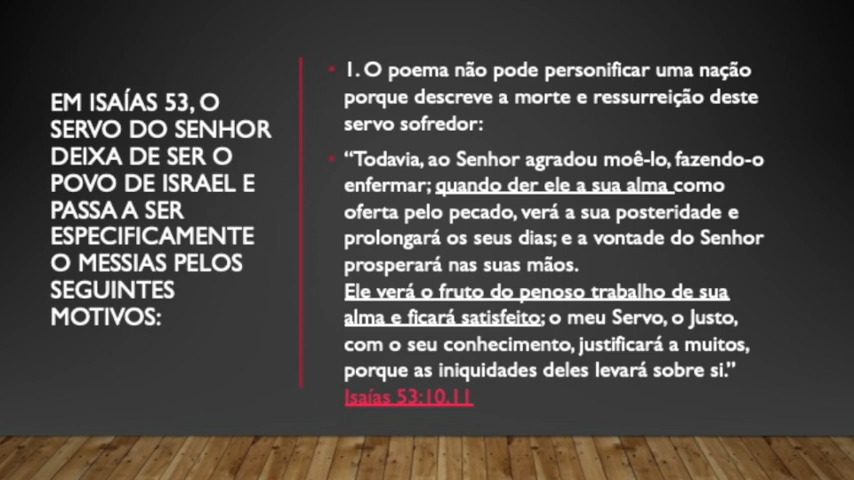 EM ISAÍAS 53, O
SERVO DO SENHOR
DEIXA DE SER O
POVO DE ISRAEL E
PASSA A SER
ESPECIFICAMENTE
O MESSIAS PELOS
SEGUINTES
MOTIVOS:
• 1. O poema não pode personificar uma nação
porque descreve a morte e ressurreição deste
servo sofredor:
• “Todavia, ao Senhor agradou moê-lo, fazendo-o
enfermar; quando der ele a sua alma como
oferta pelo pecado, verá a sua posteridade e
prolongará os seus dias; e a vontade do Senhor
prosperará nas suas mãos.
Ele verá o fruto do penoso trabalho de sua
alma e ficará satisfeito; o meu Servo, o Justo,
com o seu conhecimento, justificará a muitos,
porque as iniquidades deles levará sobre si.”
Isaías 53:10,11